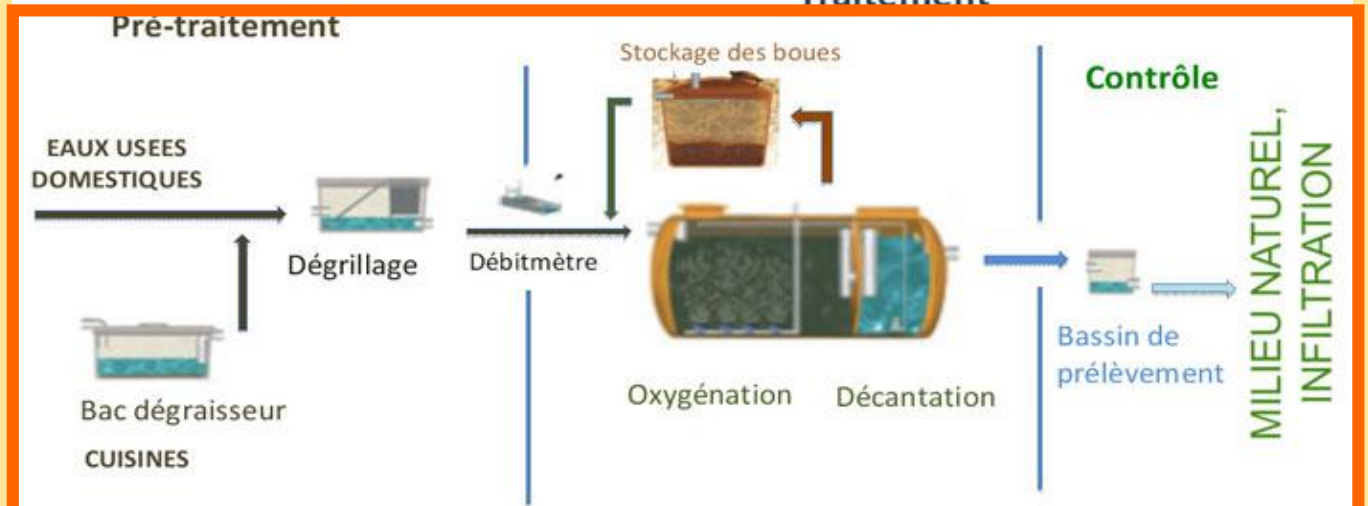 Pré-traitement
Traitement
Stockage des boues
Contrôle
EAUX USEES
DOMESTIQUES
Dégrillage
Débitmètre
Bac dégraisseur
CUISINES
Oxygénation
Décantation
Bassin de
prélèvement
MILIEU NATUREL,
INFILTRATION